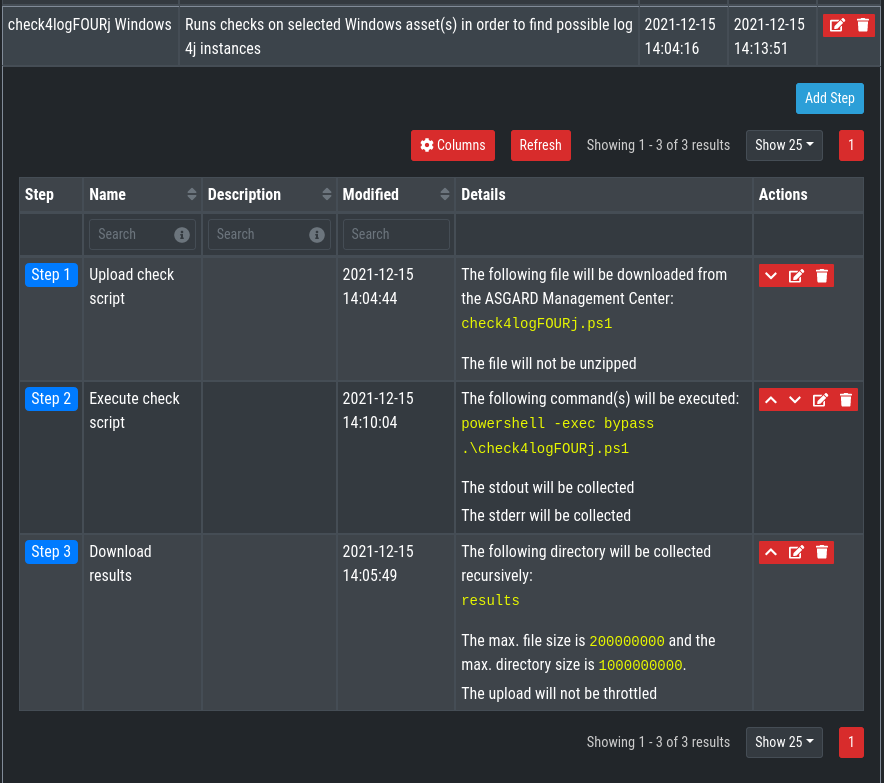 check4logFOURj Windows
Runs checks on selected Windows asset(s) in order to find possible log
4j instances
2021-12-15
14:04:16
2021-12-15
14:13:51
Add Step
Columns
Refresh
Showing 1 - 3 of 3 results
Show 25
1
Step
Name
Description
Modified
Details
Actions
Search
Search
Search
Step 1
Upload check
script
2021-12-15
14:04:44
The following file will be downloaded from
the ASGARD Management Center:
check4logFOURj.ps1
The file will not be unzipped
Step 2
Execute check
script
2021-12-15
14:10:04
The following command(s) will be executed:
powershell -exec bypass
.\check4logFOURj.ps1
The stdout will be collected
The stderr will be collected
Step 3
Download
results
2021-12-15
14:05:49
The following directory will be collected
recursively:
results
The max. file size is 200000000 and the
max. directory size is 1000000000.
The upload will not be throttled
Showing 1 - 3 of 3 results
Show 25
1